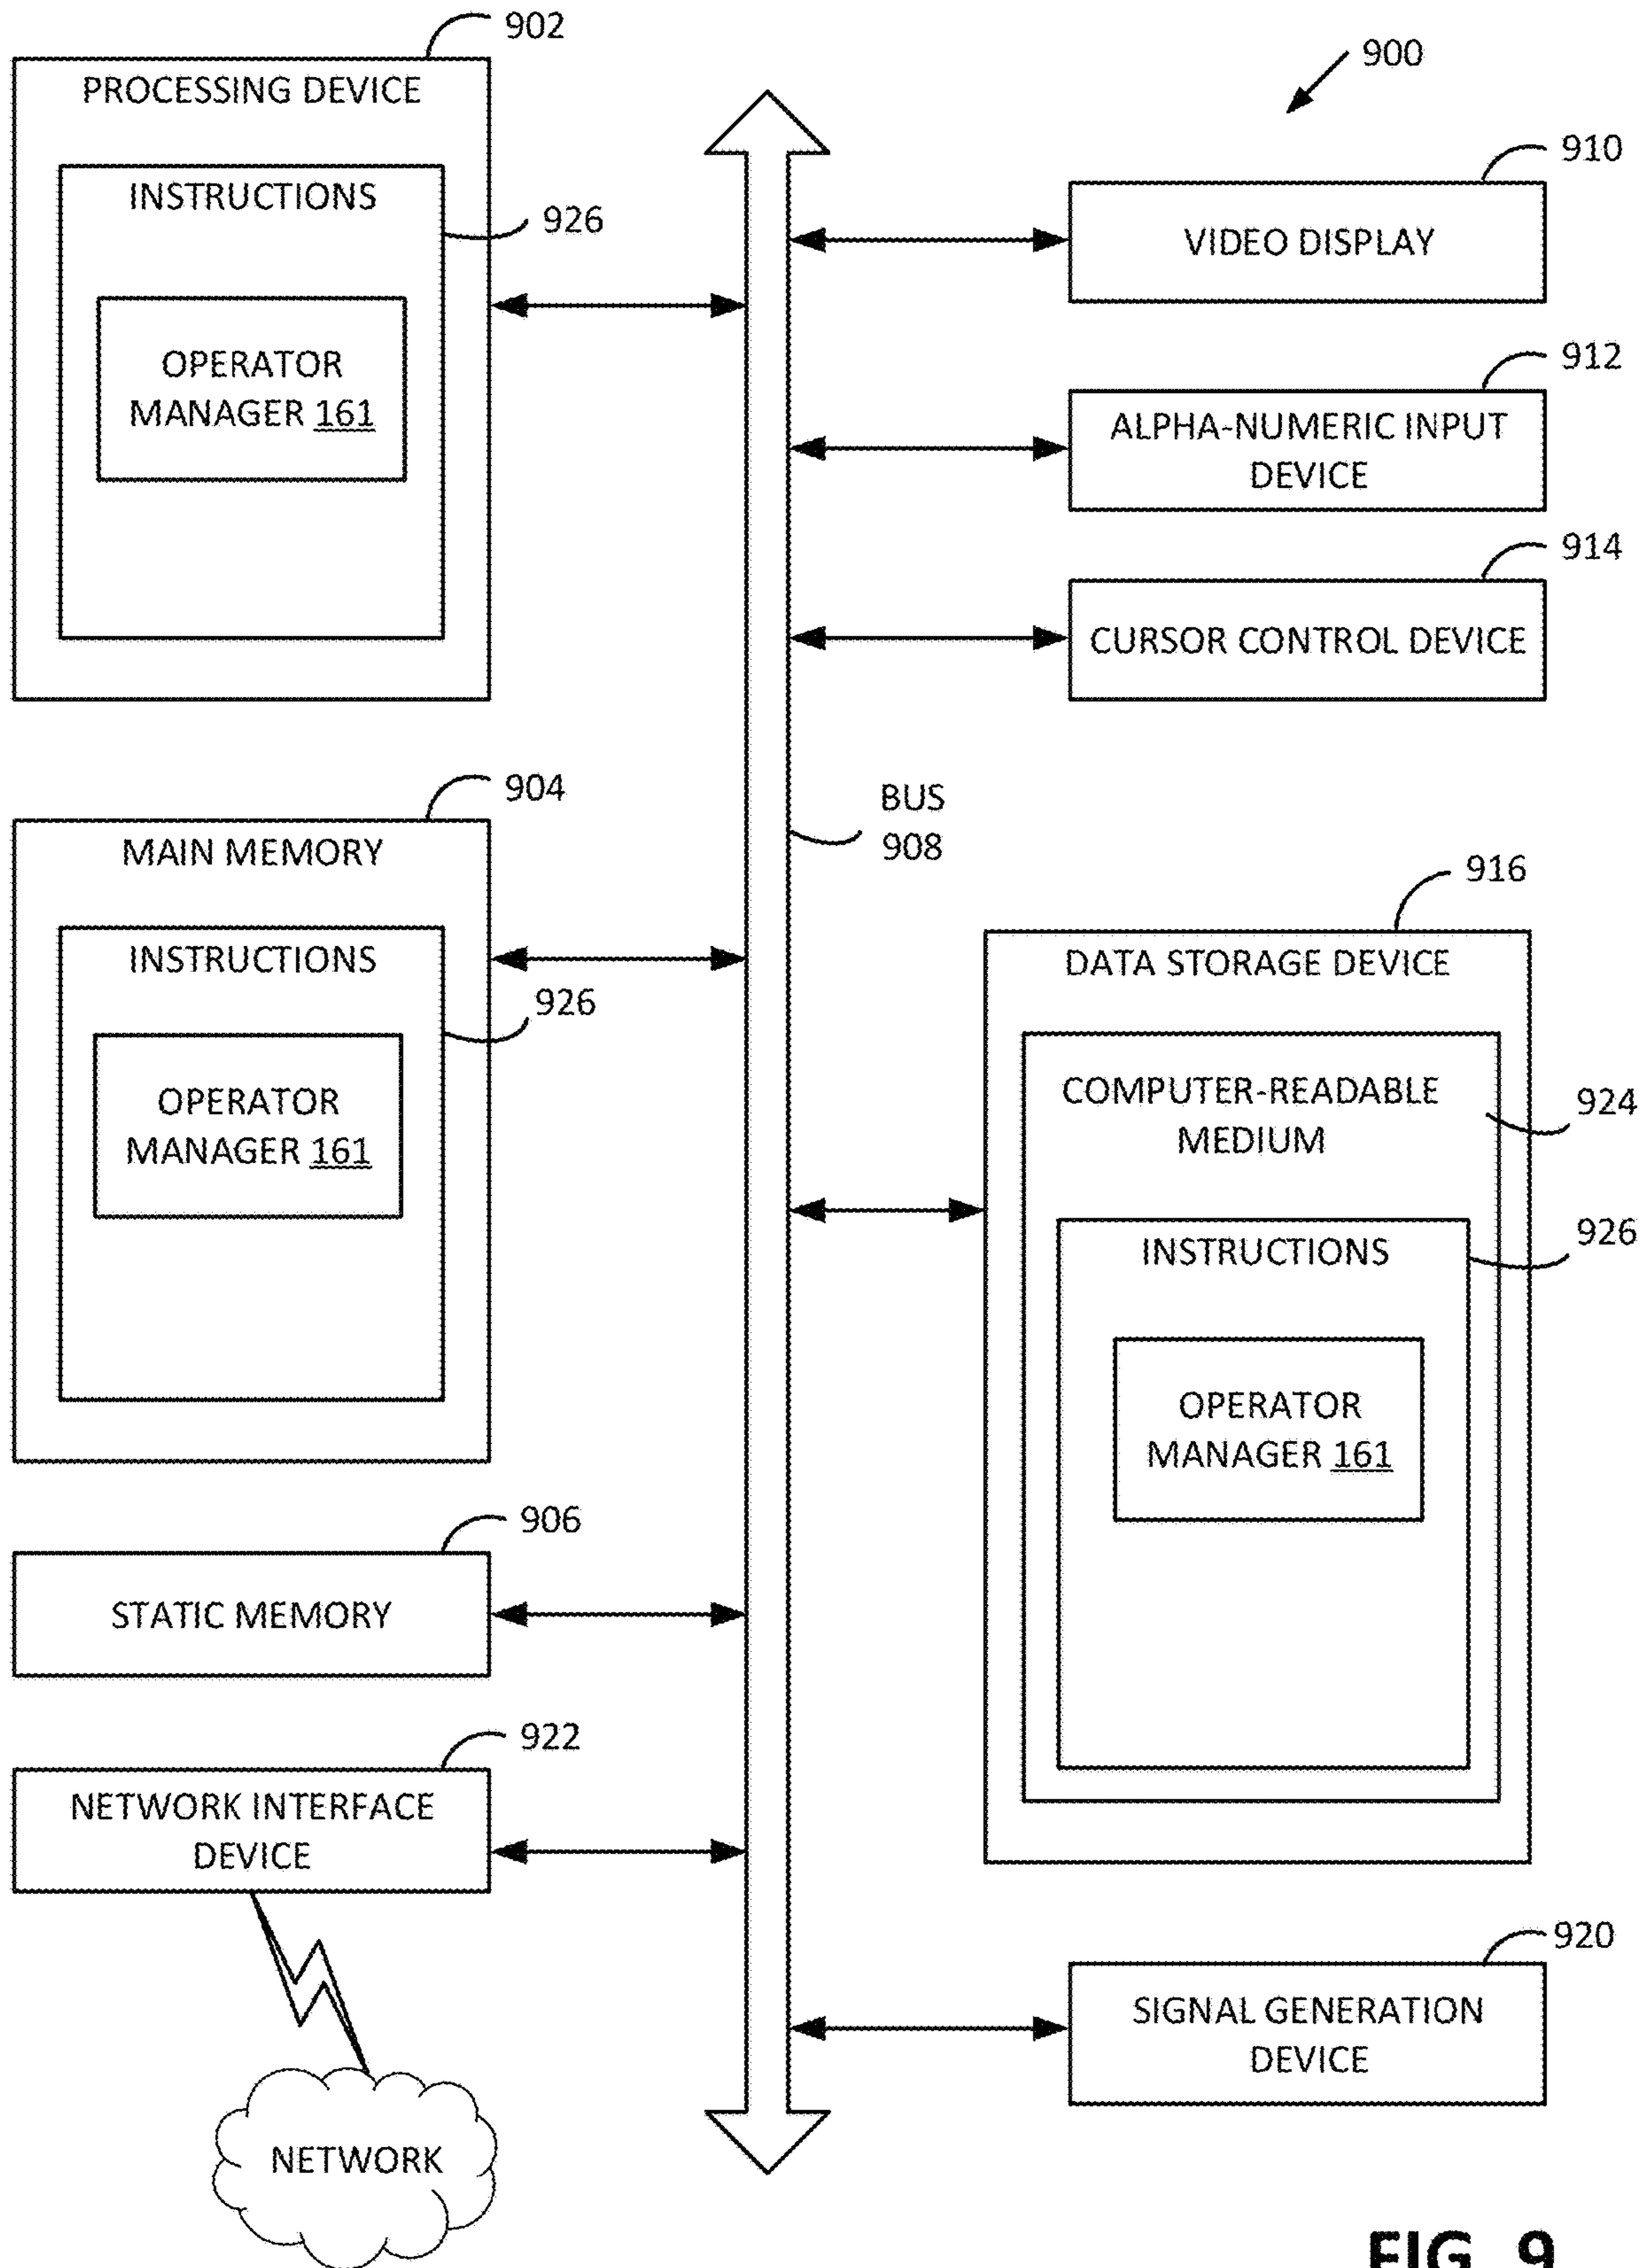 902
PROCESSING DEVICE
INSTRUCTIONS
926
OPERATOR
MANAGER 161
900
910
VIDEO DISPLAY
912
ALPHA-NUMERIC INPUT
DEVICE
914
CURSOR CONTROL DEVICE
904
MAIN MEMORY
INSTRUCTIONS
926
OPERATOR
MANAGER 161
BUS
908
916
DATA STORAGE DEVICE
COMPUTER-READABLE
MEDIUM
924
926
INSTRUCTIONS
OPERATOR
MANAGER 161
906
STATIC MEMORY
922
NETWORK INTERFACE
DEVICE
NETWORK
920
SIGNAL GENERATION
DEVICE
FIG. 9